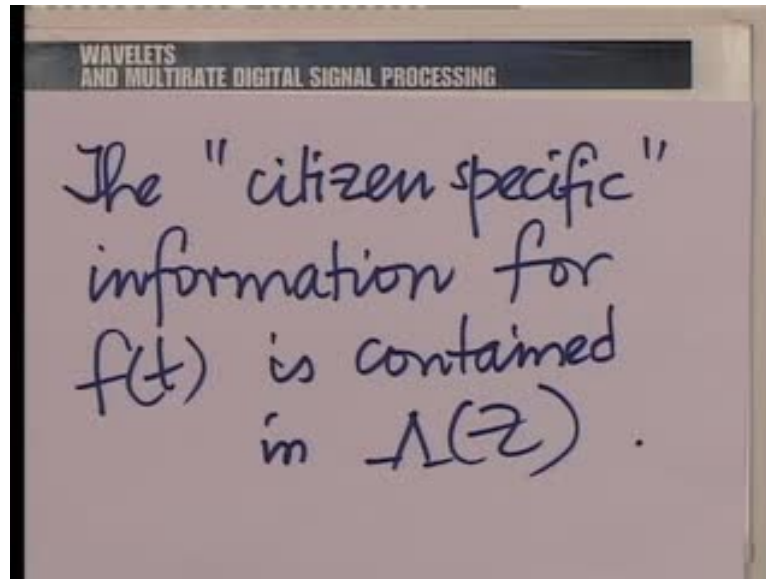 WAVELETS
AND MULTIRATE DIGITAL SIGNAL PROCESSING
The "citizen specific"
information for
f(t) is contained
in Λ(Z).